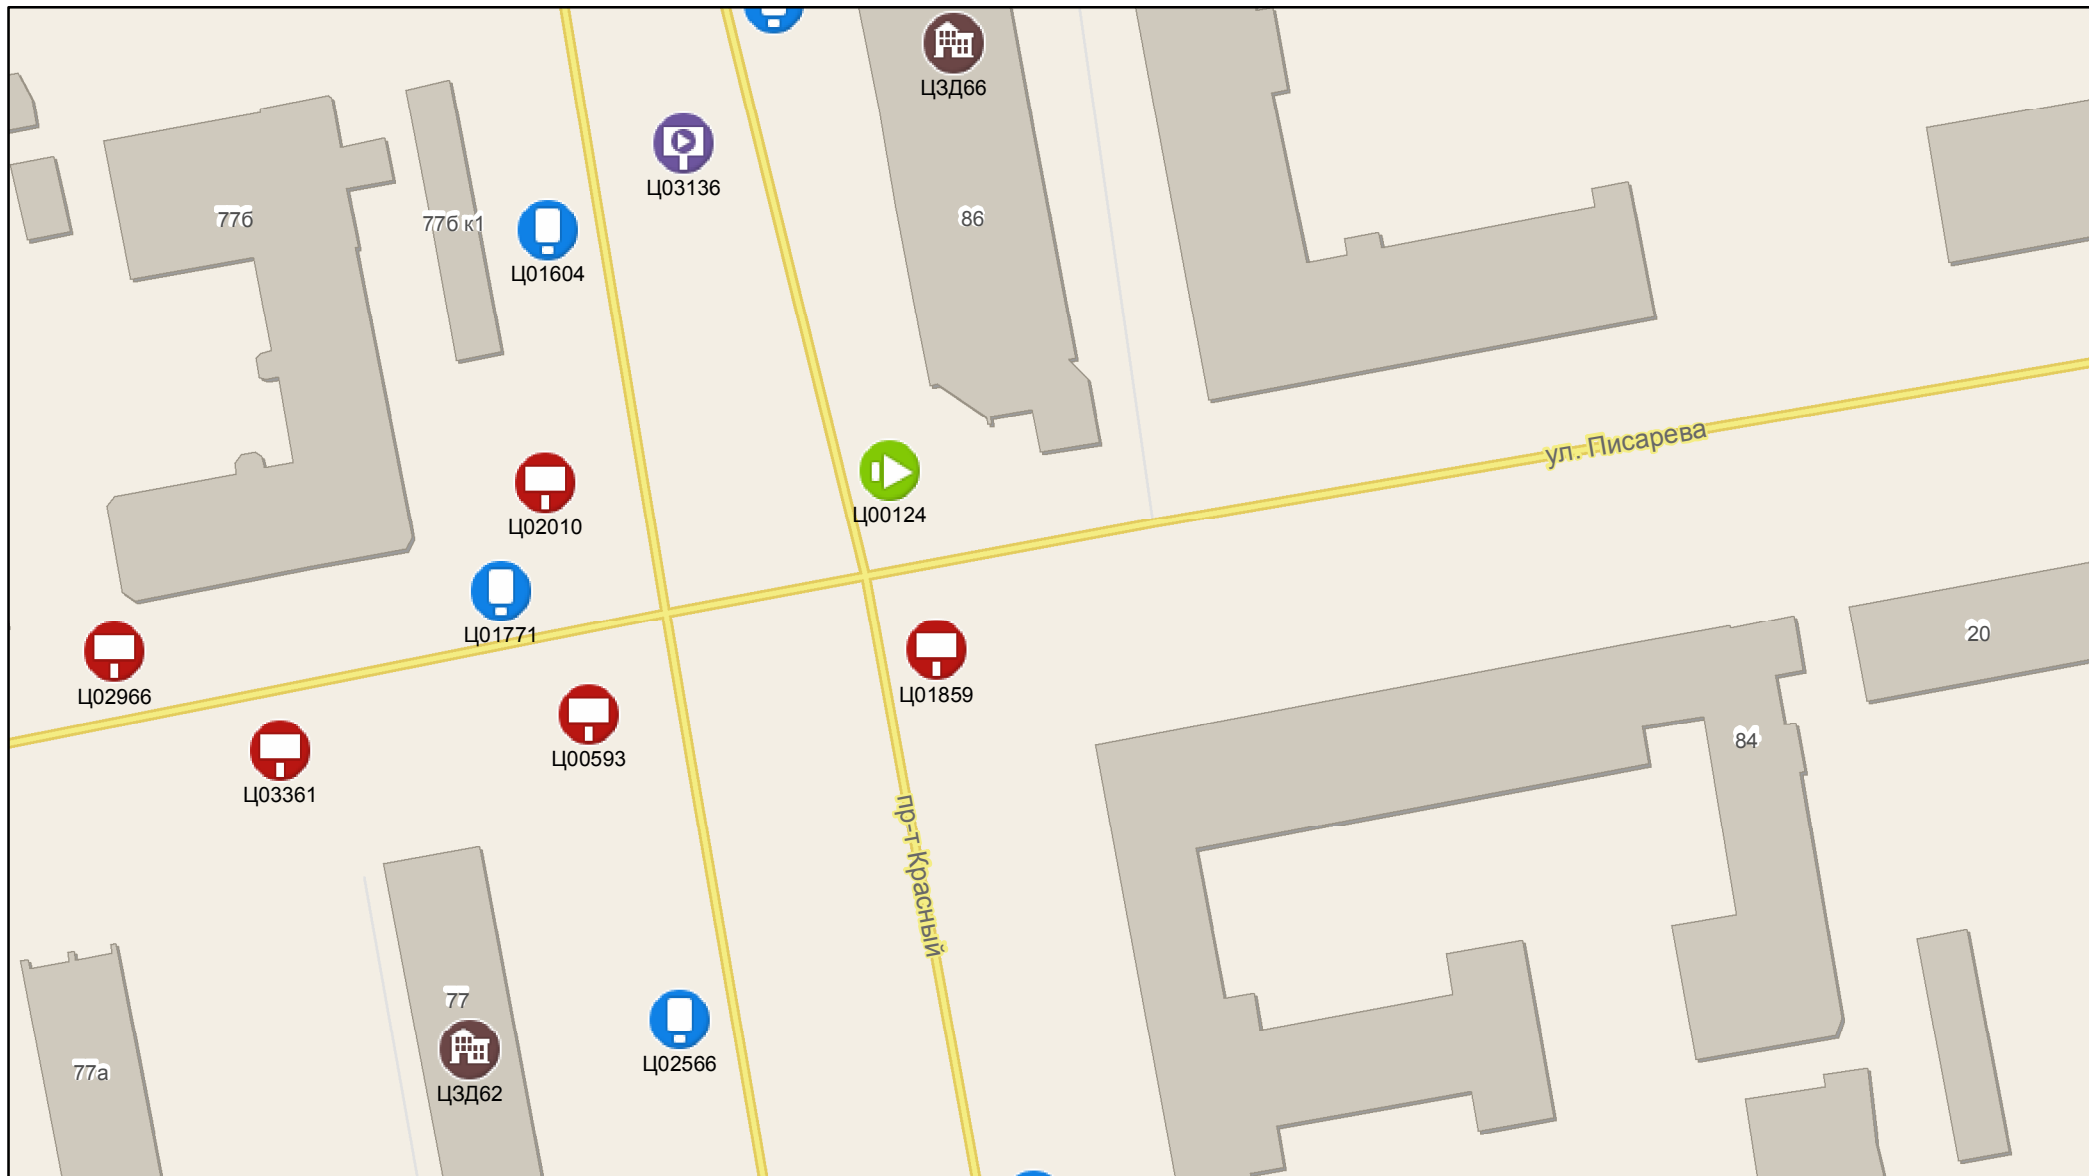 ЦЗД66
Ц03136
77б
77б к1
86
Ц01604
ул. Писарева
Ц02010
Ц00124
Ц01771
20
Ц02966
Ц01859
84
Ц00593
Ц03361
пр-т Красный
77
77а
Ц02566
ЦЗД62